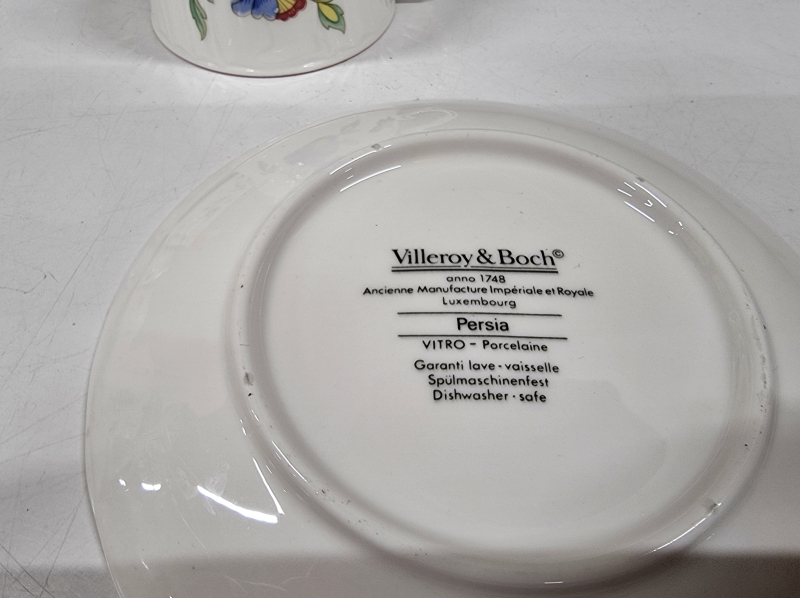 Villeroy & Boch©
anno 1748
Ancienne Manufacture Impériale et Royale
Luxembourg
Persia
VITRO - Porcelaine
Garanti lave-vaisselle
Spülmaschinenfest
Dishwasher-safe